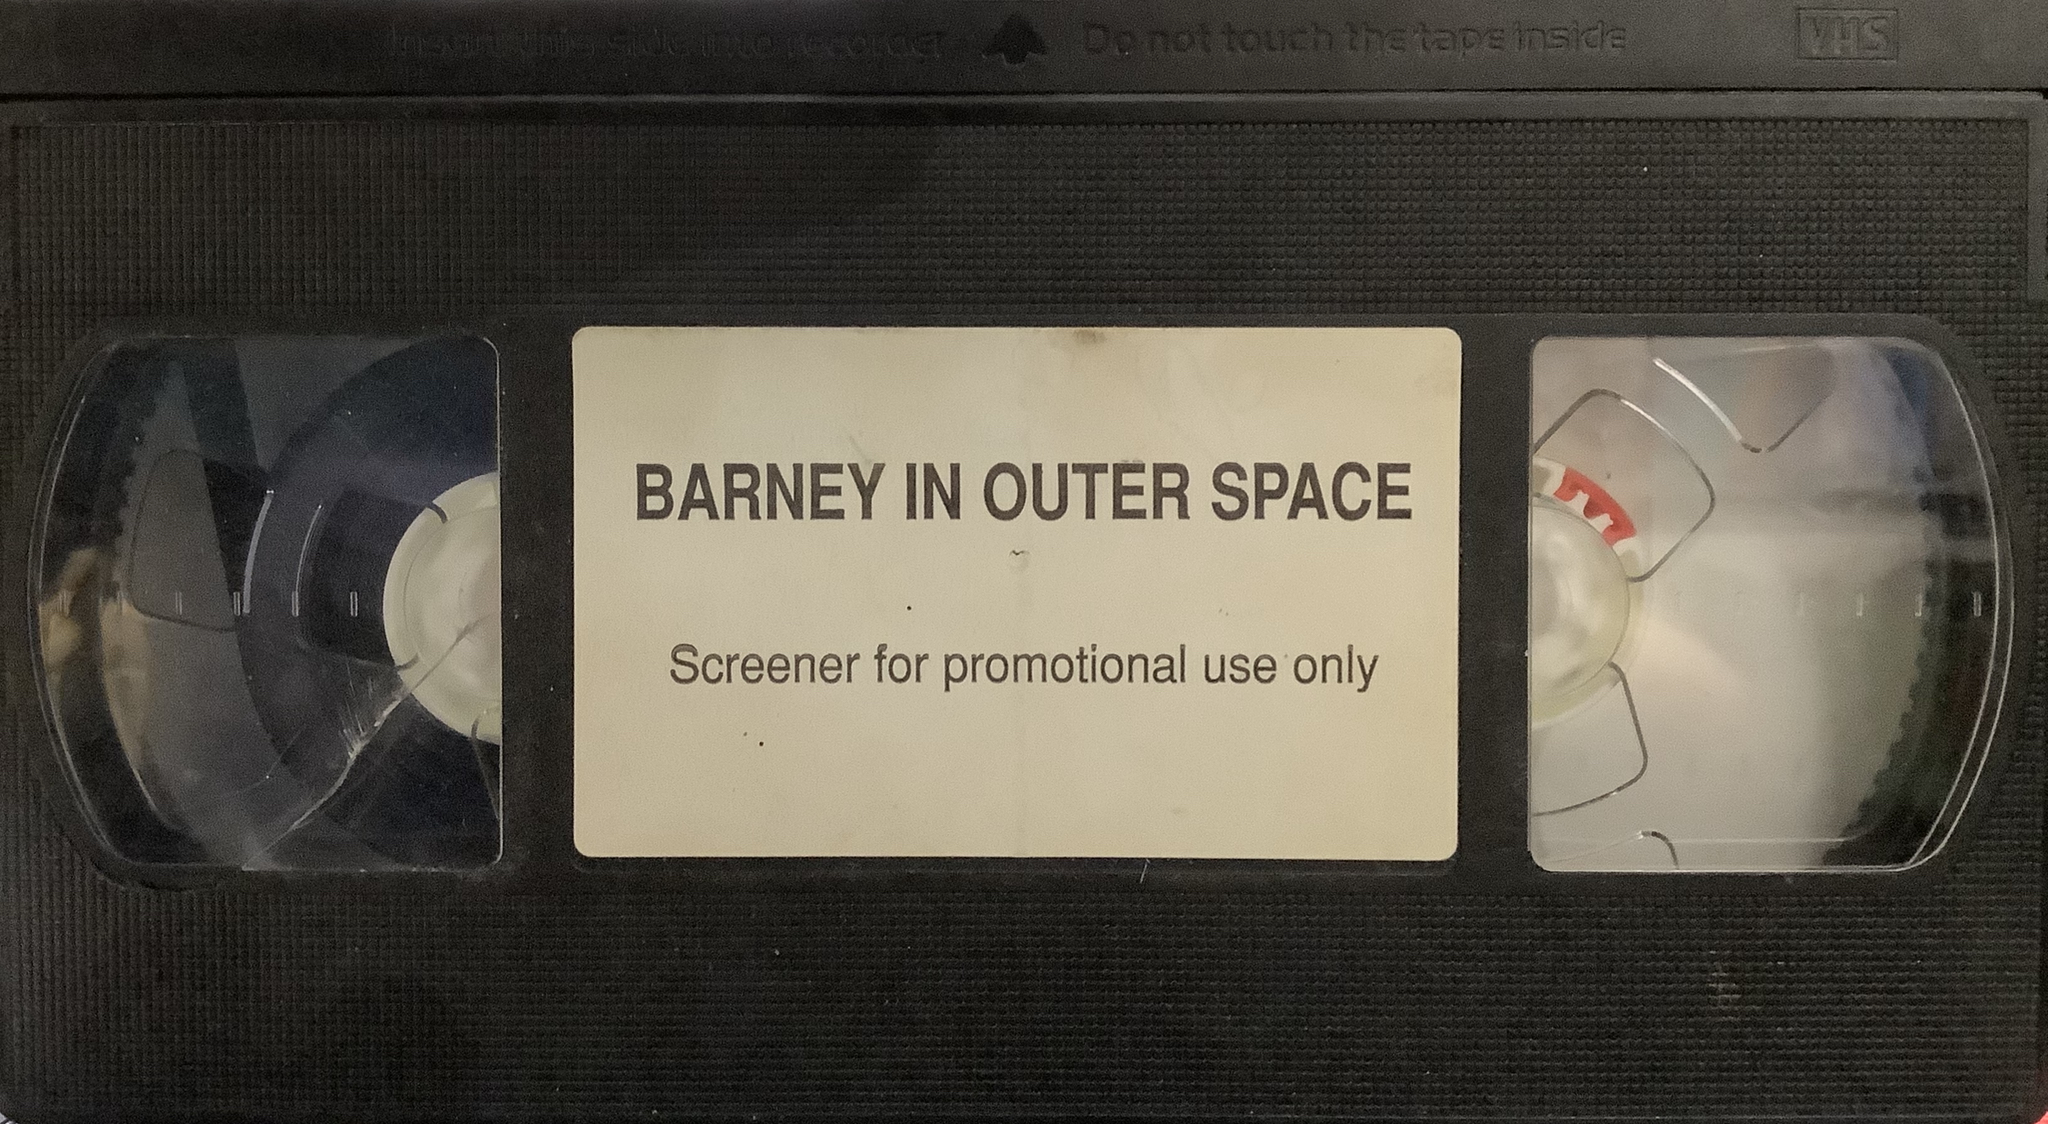 Insert this side into recorder Do not touch the tape inside VHS
BARNEY IN OUTER SPACE
Screener for promotional use only